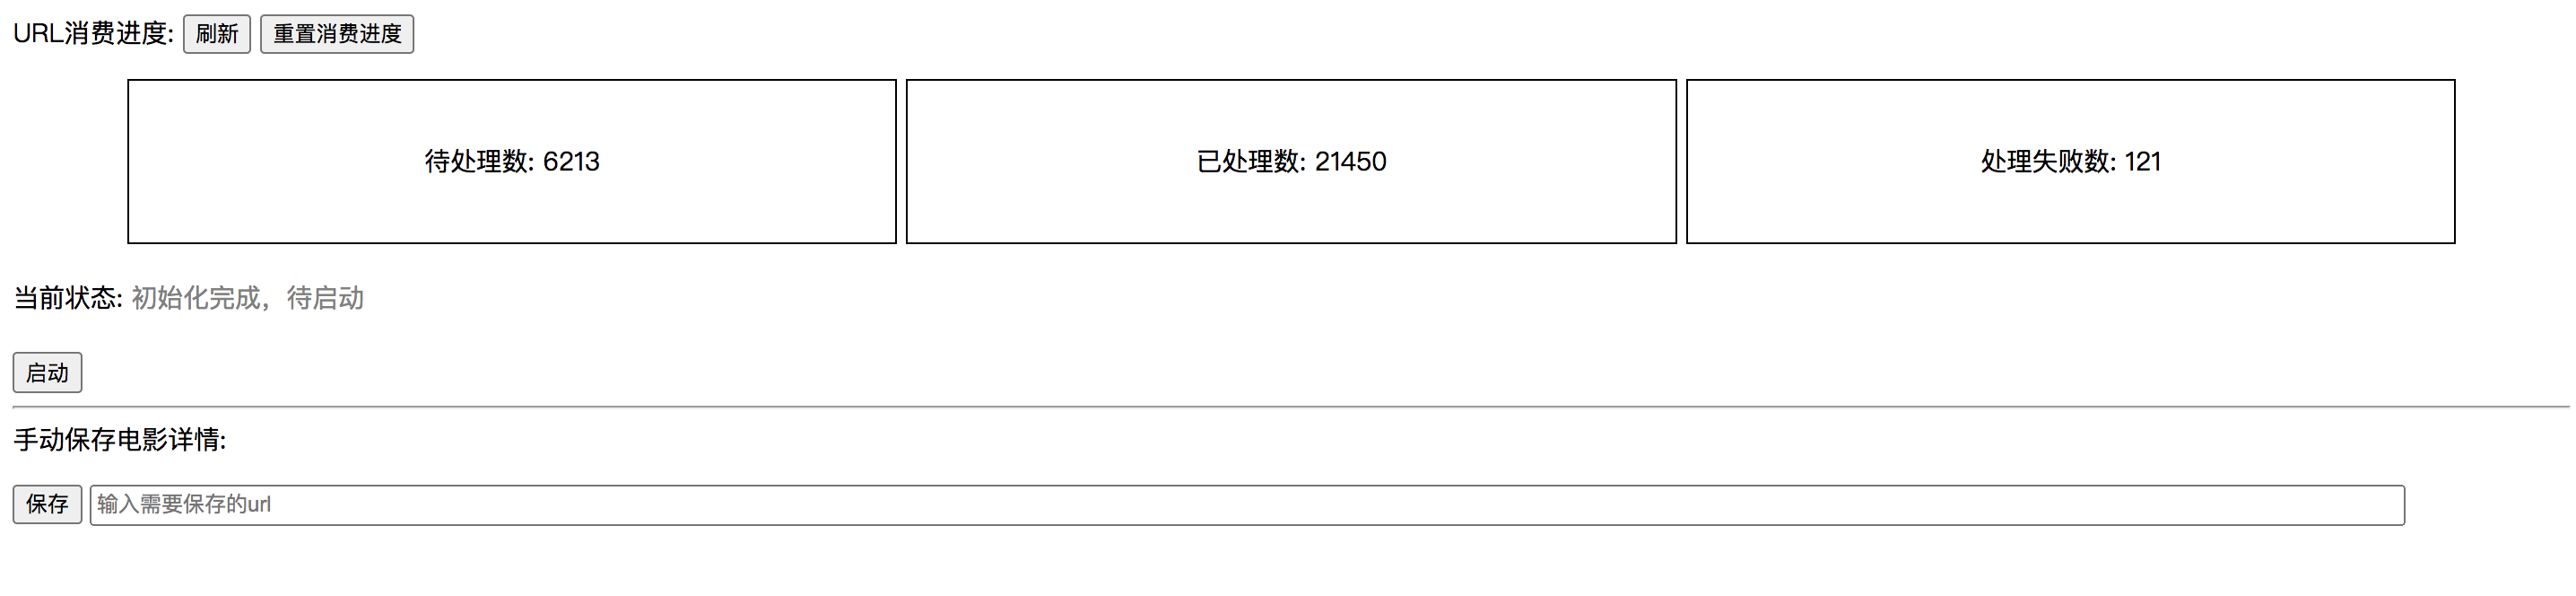 URL消费进度: 刷新 重置消费进度
待处理数: 6213 已处理数: 21450 处理失败数: 121
当前状态: 初始化完成，待启动
启动
手动保存电影详情:
保存 输入需要保存的url